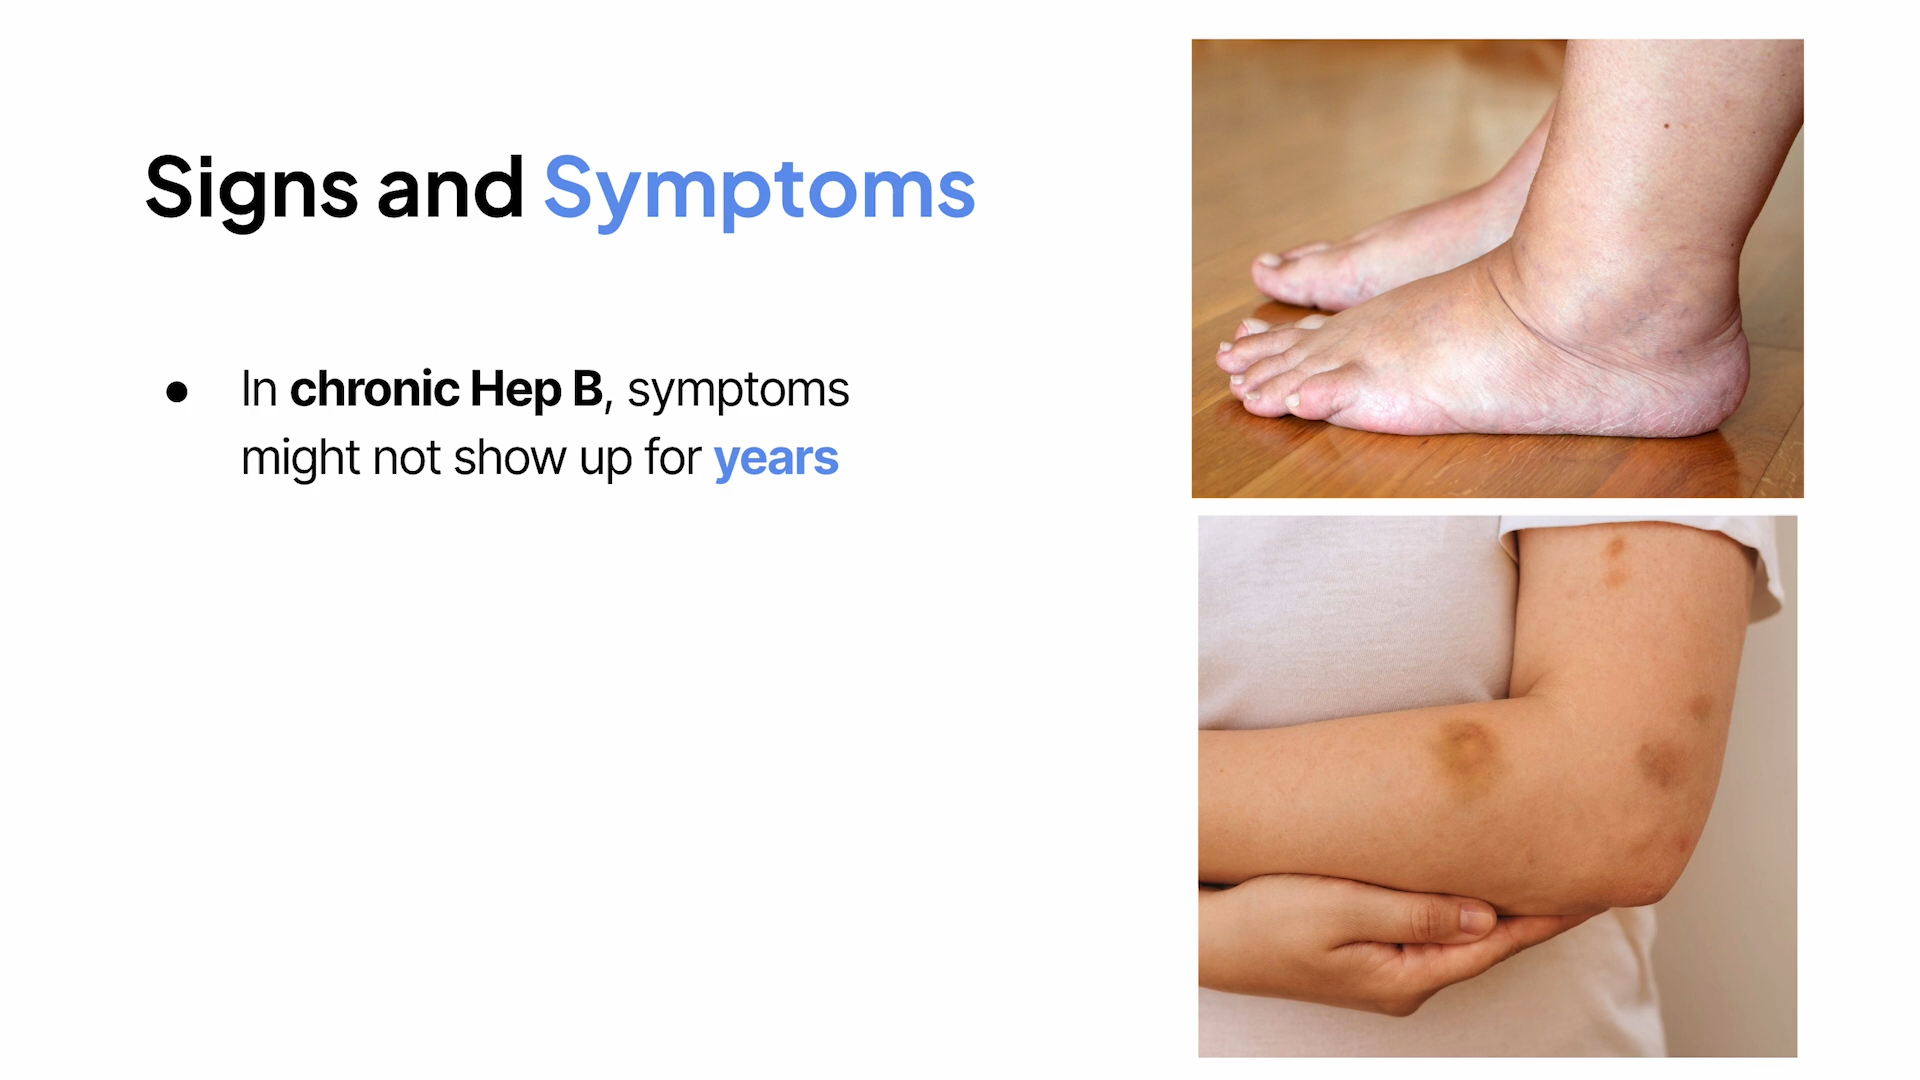 Signs and Symptoms
● In chronic Hep B, symptoms
might not show up for years